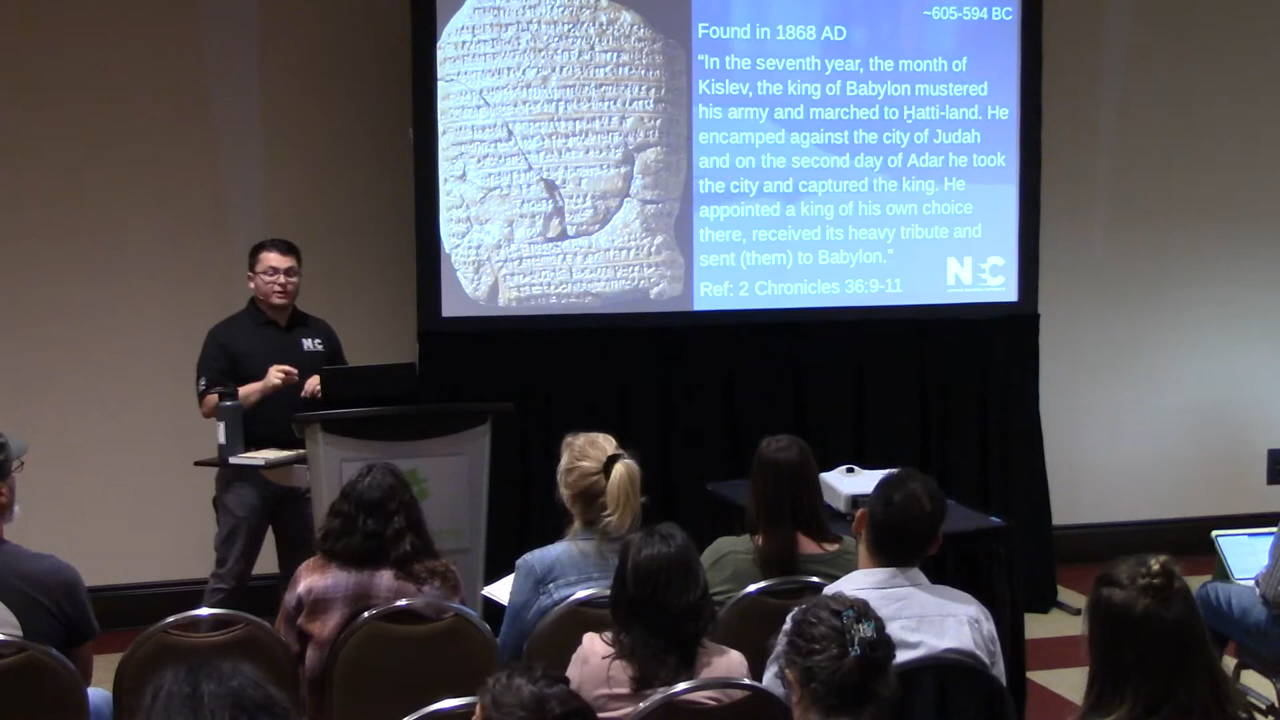 ~605-594 BC
Found in 1868 AD
“In the seventh year, the month of
Kislev, the king of Babylon mustered
his army and marched to Ḫatti-land. He
encamped against the city of Judah
and on the second day of Adar he took
the city and captured the king. He
appointed a king of his own choice
there, received its heavy tribute and
sent (them) to Babylon.”
Ref: 2 Chronicles 36:9-11